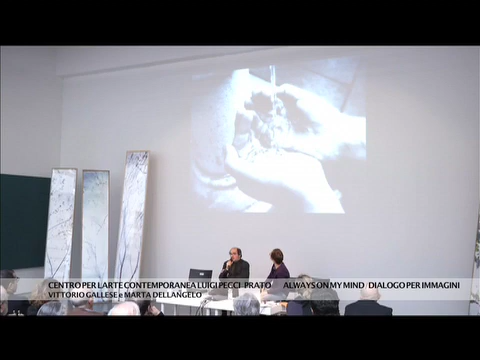 CENTRO PER LARTE CONTEMPORANEA LUIGI PECCI PRATO ALWAYS ON MY MIND DIALOGO PER IMMAGINI
VITTORIO GALLESE e MARTA DELLANGELO